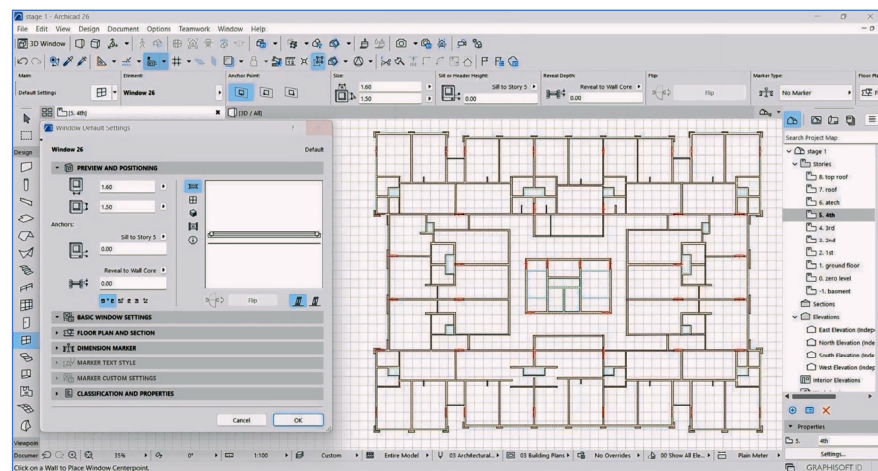 stage 1 - Archicad 26
File Edit View Design Document Options Teamwork Window Help
3D Window
Main: Element: Anchor Point: Size: Sill or Header Height: Reveal Depth: Flip: Marker Type: Floor Pla
Default Settings Window 26 1.60 1.50 Sill to Story 5 0.00 Reveal to Wall Core 0.00 Flip No Marker
[5. 4th] [3D / All]
Window Default Settings ?
Search Project Map
Window 26 Default
stage 1
Design
PREVIEW AND POSITIONING
Stories
1.60
8. top roof
7. roof
1.50
6. atech
5. 4th
Anchors:
4. 3rd
Sill to Story 5
3. 2nd
0.00
2. 1st
1. ground floor
Reveal to Wall Core
0. zero level
0.00
-1. basment
Flip
Sections
BASIC WINDOW SETTINGS
Elevations
FLOOR PLAN AND SECTION
East Elevation (Indep
DIMENSION MARKER
North Elevation (Inde
MARKER TEXT STYLE
South Elevation (Inde
MARKER CUSTOM SETTINGS
West Elevation (Indep
CLASSIFICATION AND PROPERTIES
Interior Elevations
Cancel OK
Properties
Viewpoin
5. 4th
Documer 35% 0° 1:100 Custom Entire Model 03 Architectural... 03 Building Plans No Overrides 00 Show All Ele... Plain Meter Settings...
Click on a Wall to Place Window Centerpoint.
GRAPHISOFT ID